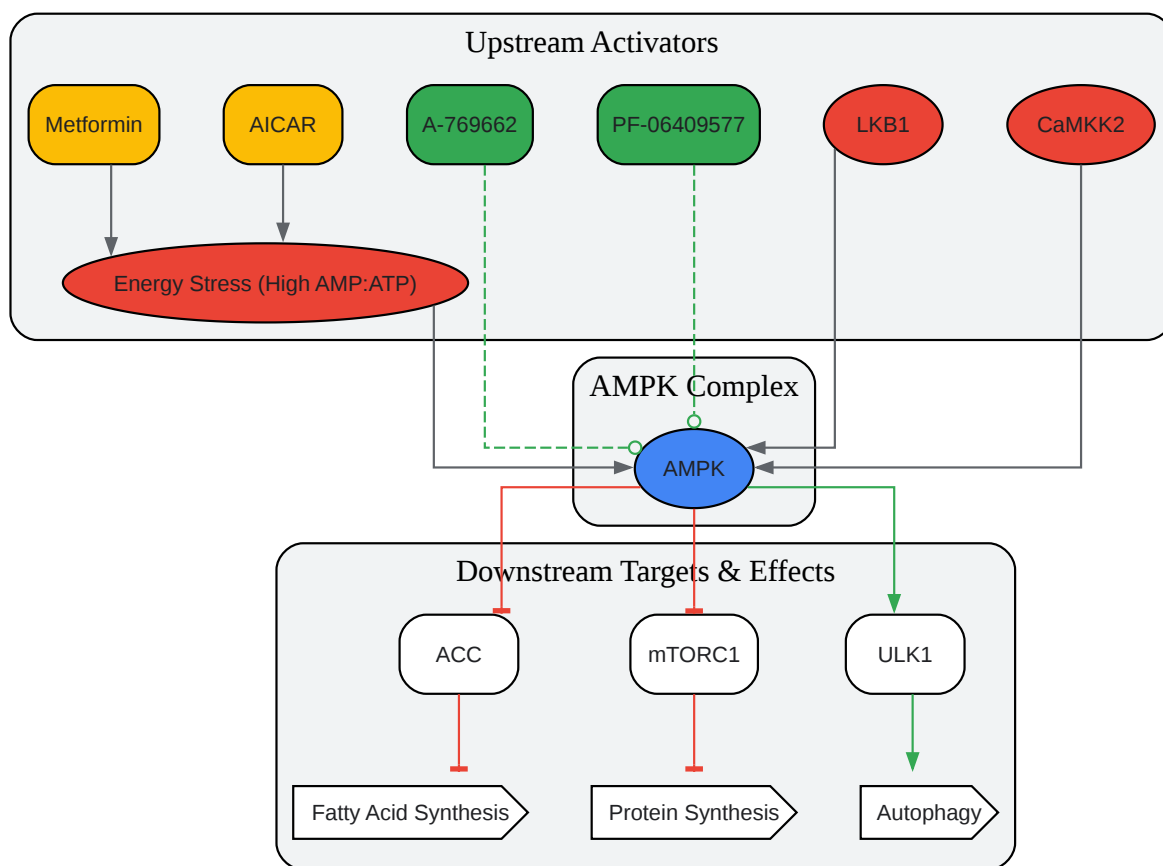 Upstream Activators
Metformin
AICAR
A-769662
PF-06409577
LKB1
CaMKK2
Energy Stress (High AMP:ATP)
AMPK Complex
AMPK
Downstream Targets & Effects
ACC
mTORC1
ULK1
Fatty Acid Synthesis
Protein Synthesis
Autophagy